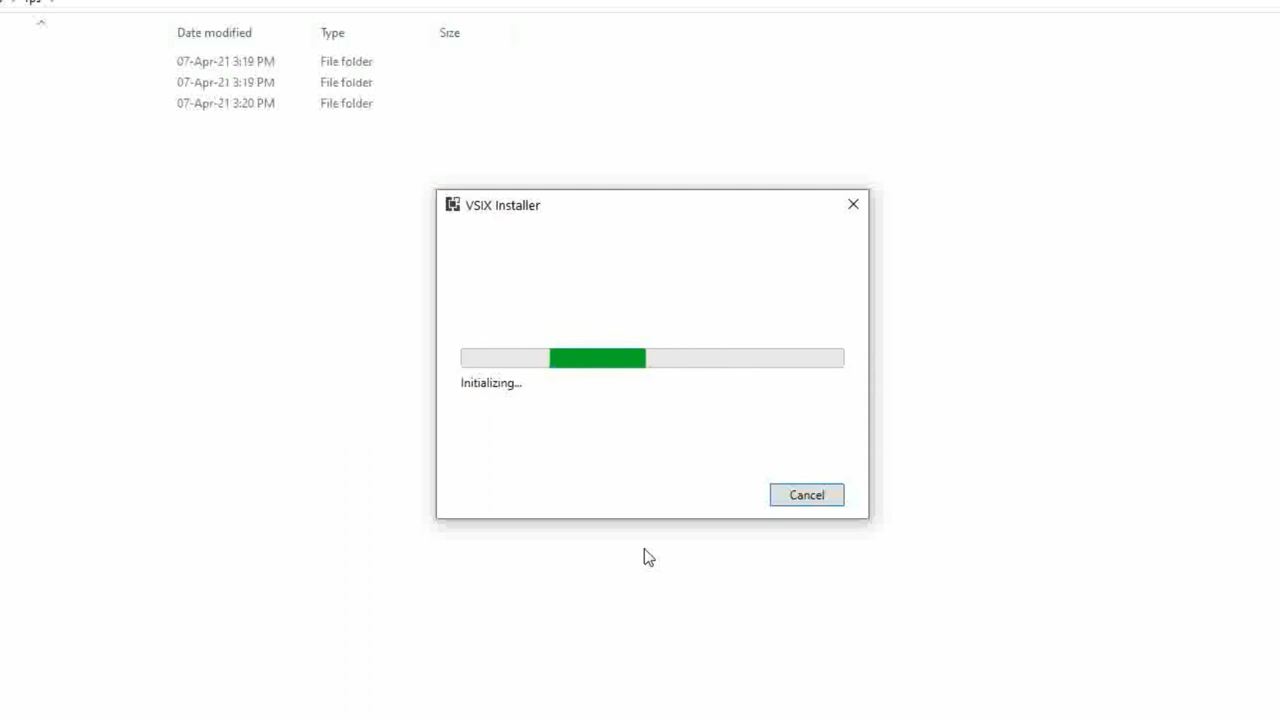 Date modified Type Size
07-Apr-21 3:19 PM File folder
07-Apr-21 3:19 PM File folder
07-Apr-21 3:20 PM File folder
VSIX Installer
Initializing...
Cancel